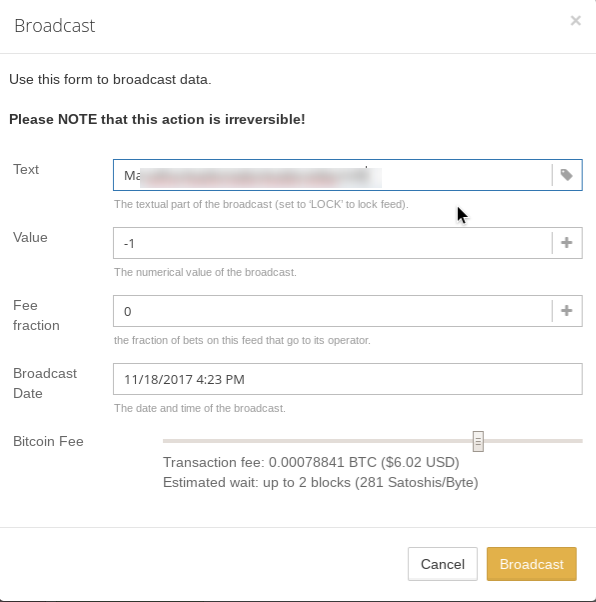 Broadcast
×
Use this form to broadcast data.
Please NOTE that this action is irreversible!
Text
The textual part of the broadcast (set to 'LOCK' to lock feed).
Value
-1
The numerical value of the broadcast.
Fee
fraction
0
the fraction of bets on this feed that go to its operator.
Broadcast
Date
11/18/2017 4:23 PM
The date and time of the broadcast.
Bitcoin Fee
Transaction fee: 0.00078841 BTC ($6.02 USD)
Estimated wait: up to 2 blocks (281 Satoshis/Byte)
Cancel
Broadcast